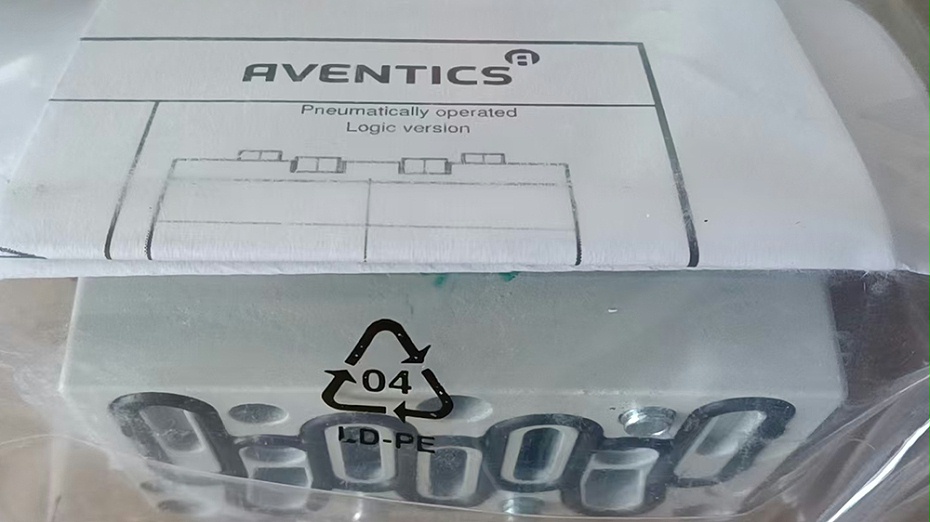 AVENTICS
Pneumatically operated
Logic version
04
LD-PE